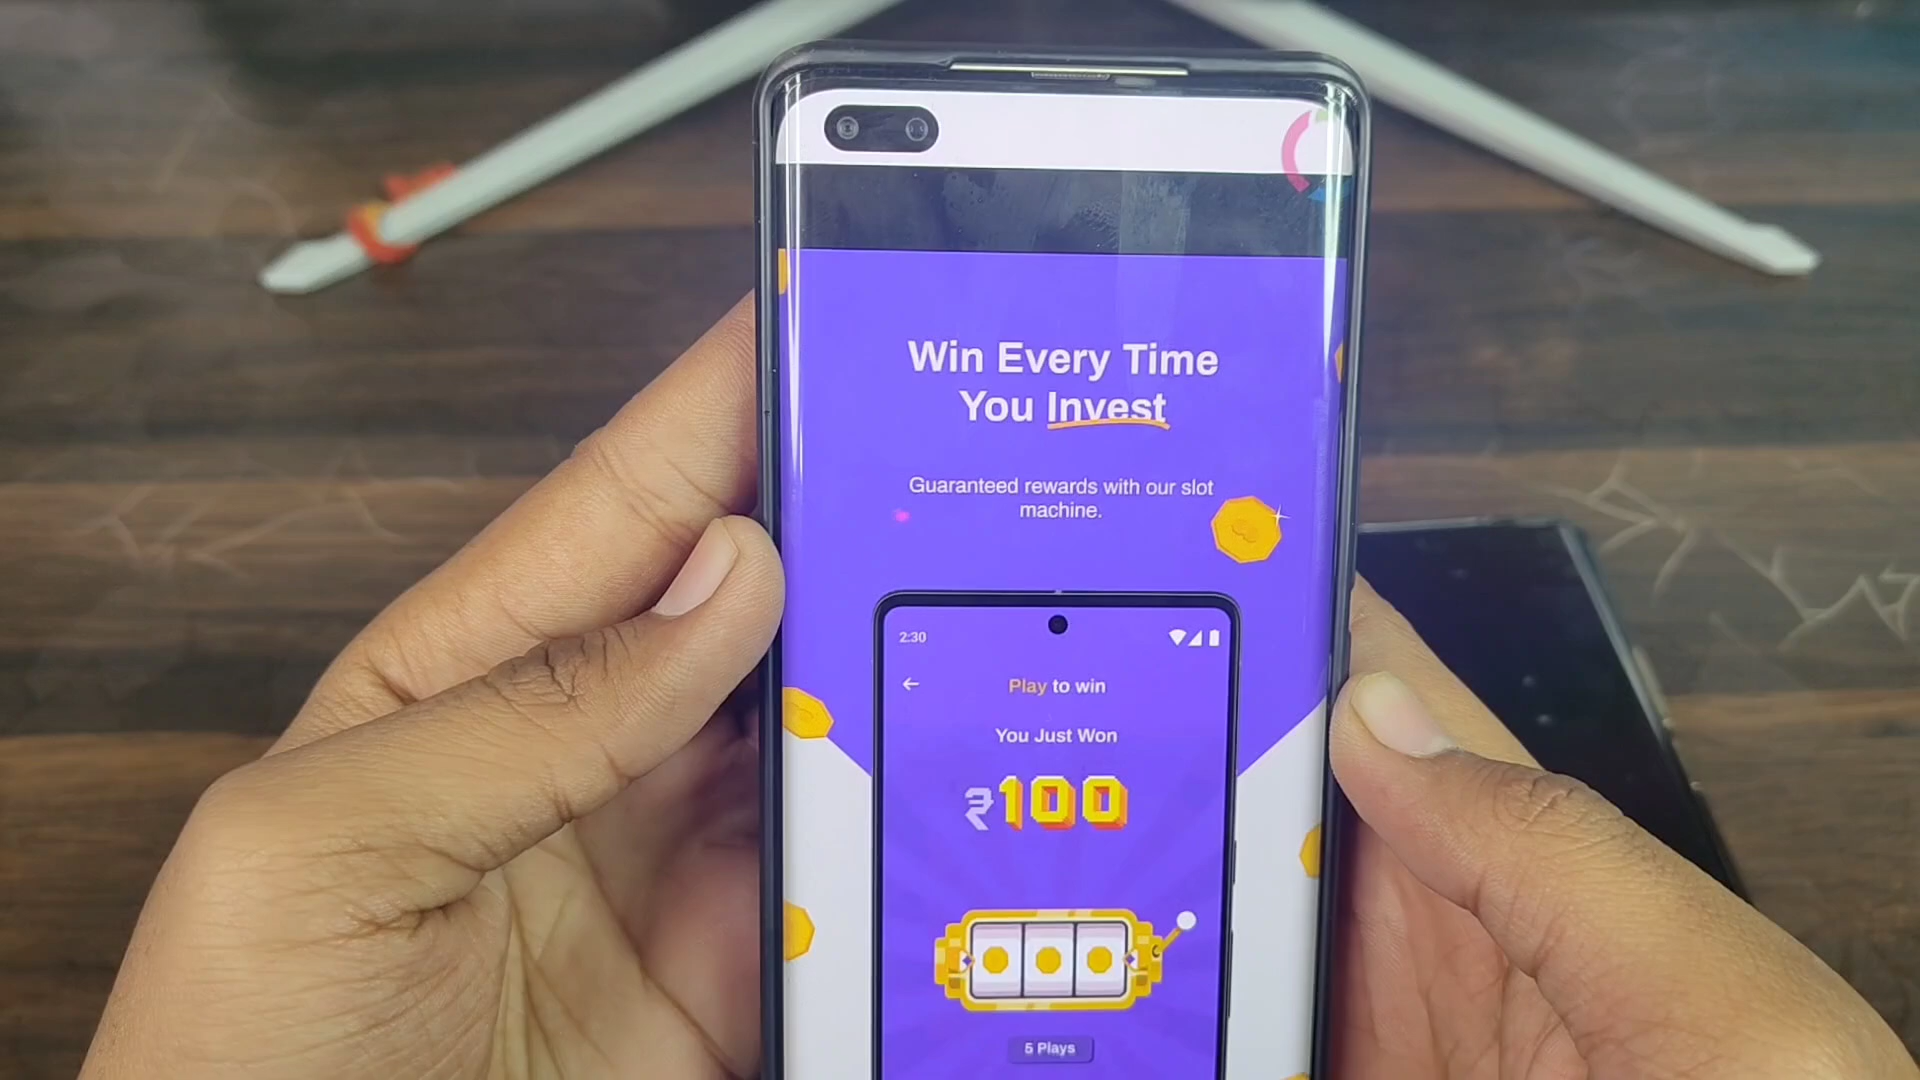 Win Every Time
You Invest
Guaranteed rewards with our slot
machine.
2:30
Play to win
You Just Won
₹100
5 Plays